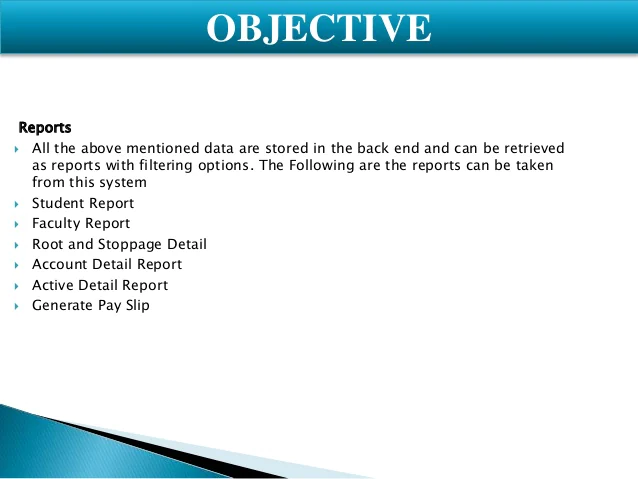 OBJECTIVE
Reports
All the above mentioned data are stored in the back end and can be retrieved
as reports with filtering options. The Following are the reports can be taken
from this system
Student Report
Faculty Report
Root and Stoppage Detail
Account Detail Report
Active Detail Report
Generate Pay Slip